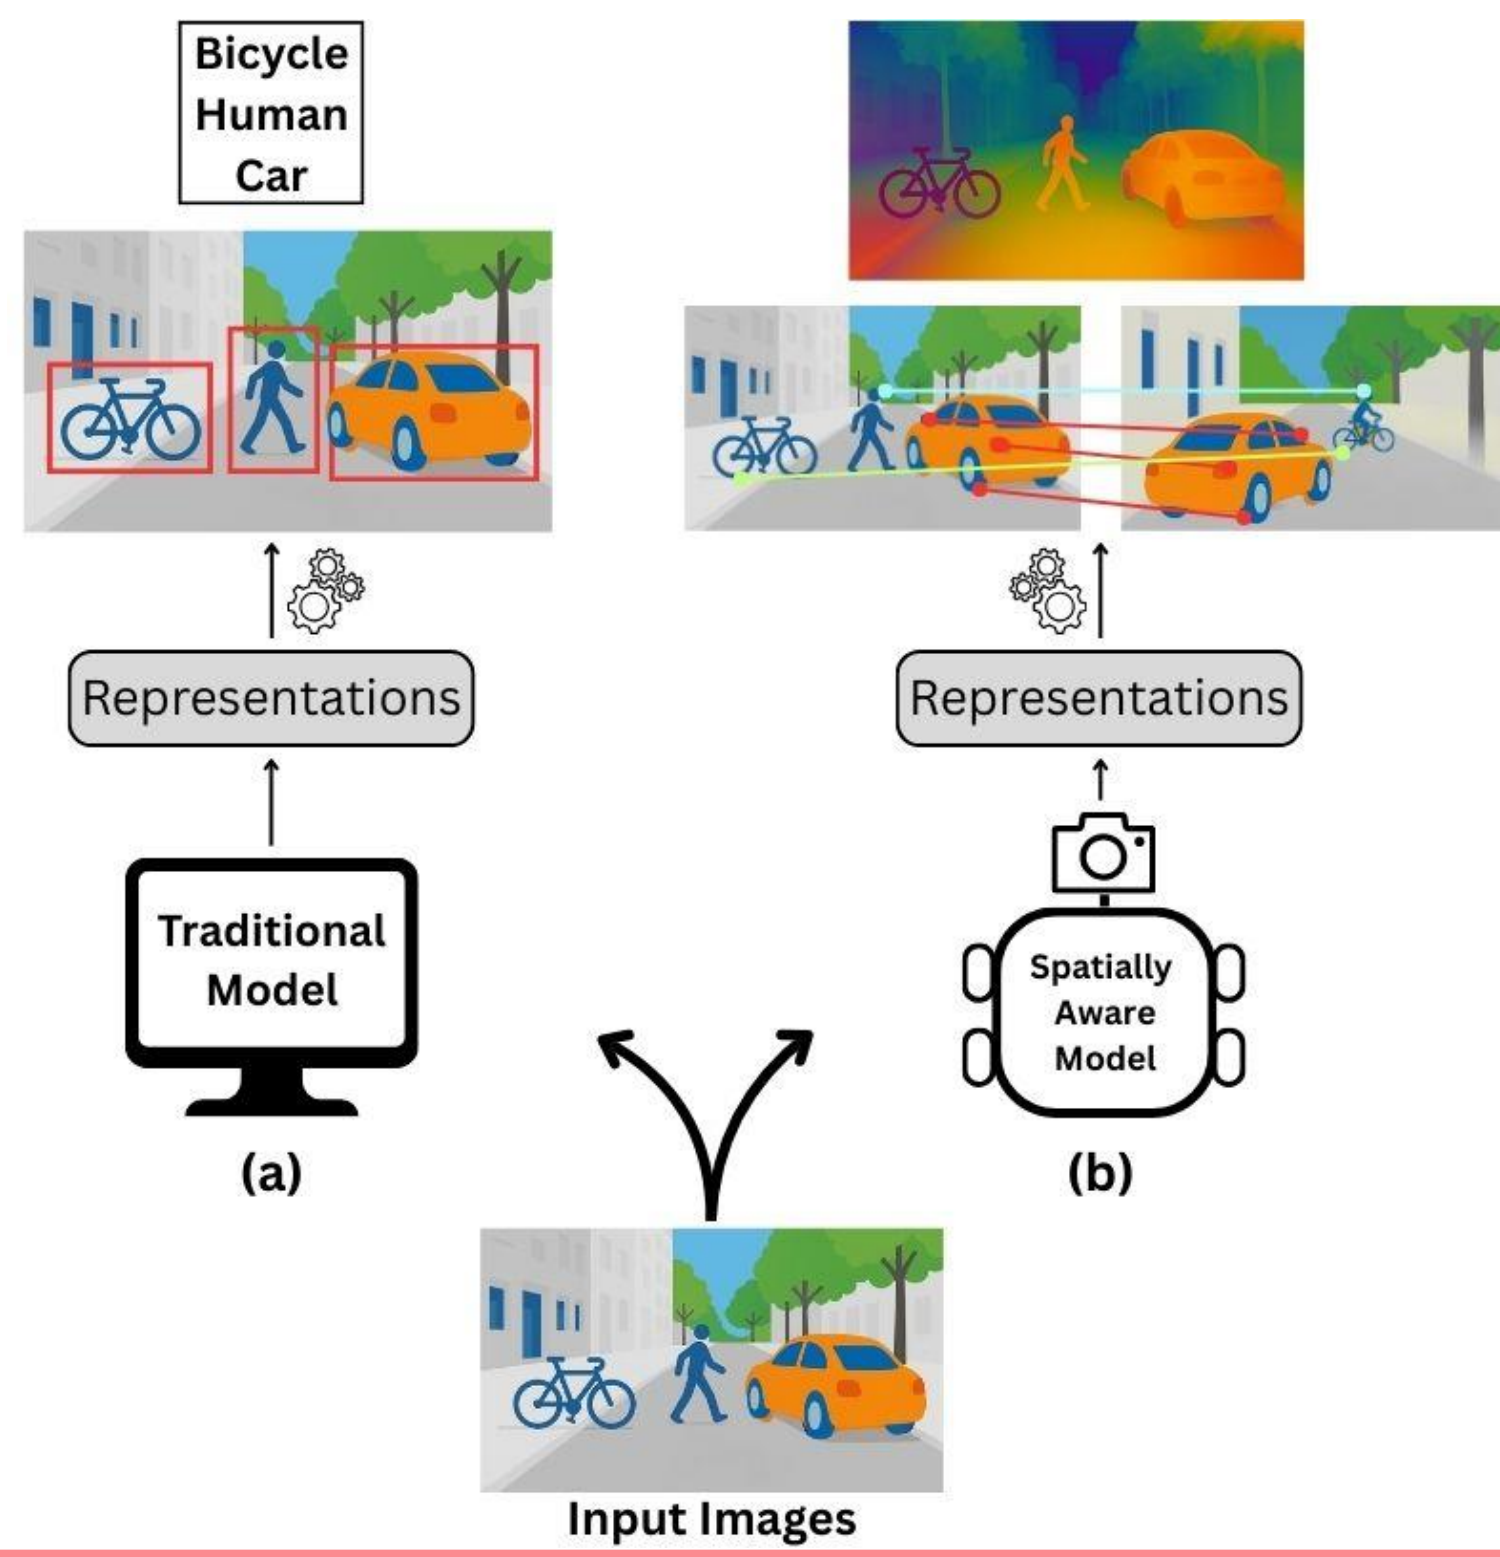 Bicycle
Human
Car
Representations
Representations
Traditional
Model
Spatially
Aware
Model
(a)
(b)
Input Images